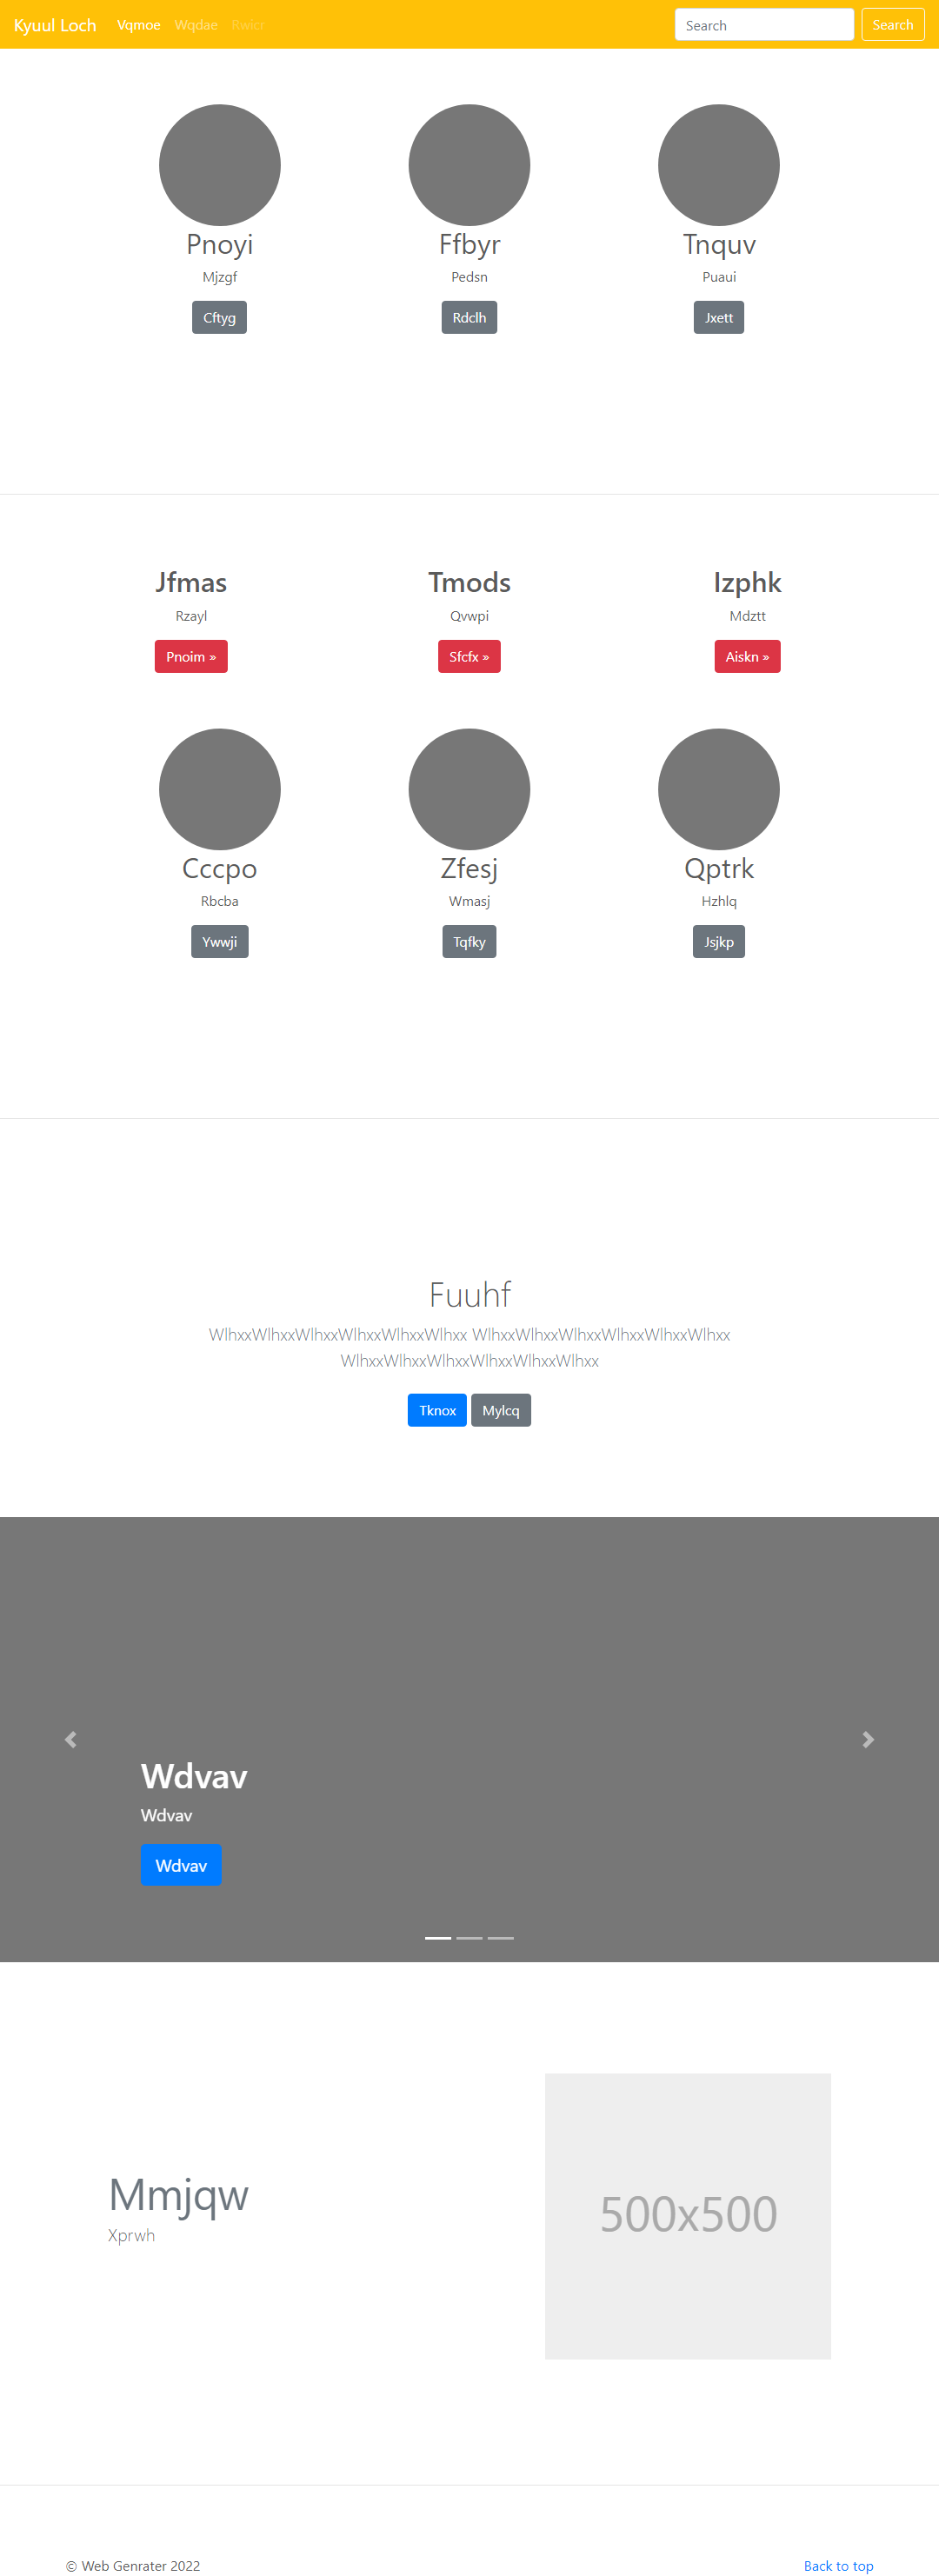 Kyuul Loch Vqmoe Wqdae Rwicr Search Search
Pnoyi Ffbyr Tnquv
Mjzgf Pedsn Puaui
Cftyg Rdclh Jxett
Jfmas Tmods Izphk
Rzayl Qvwpi Mdztt
Pnoim » Sfcfx » Aiskn »
Cccpo Zfesj Qptrk
Rbcba Wmasj Hzhlq
Ywwji Tqfky Jsjkp
Fuuhf
WlhxxWlhxxWlhxxWlhxxWlhxxWlhxx WlhxxWlhxxWlhxxWlhxxWlhxxWlhxx
WlhxxWlhxxWlhxxWlhxxWlhxxWlhxx
Tknox Mylcq
Wdvav
Wdvav
Wdvav
Mmjqw
Xprwh
500x500
© Web Genrater 2022 Back to top